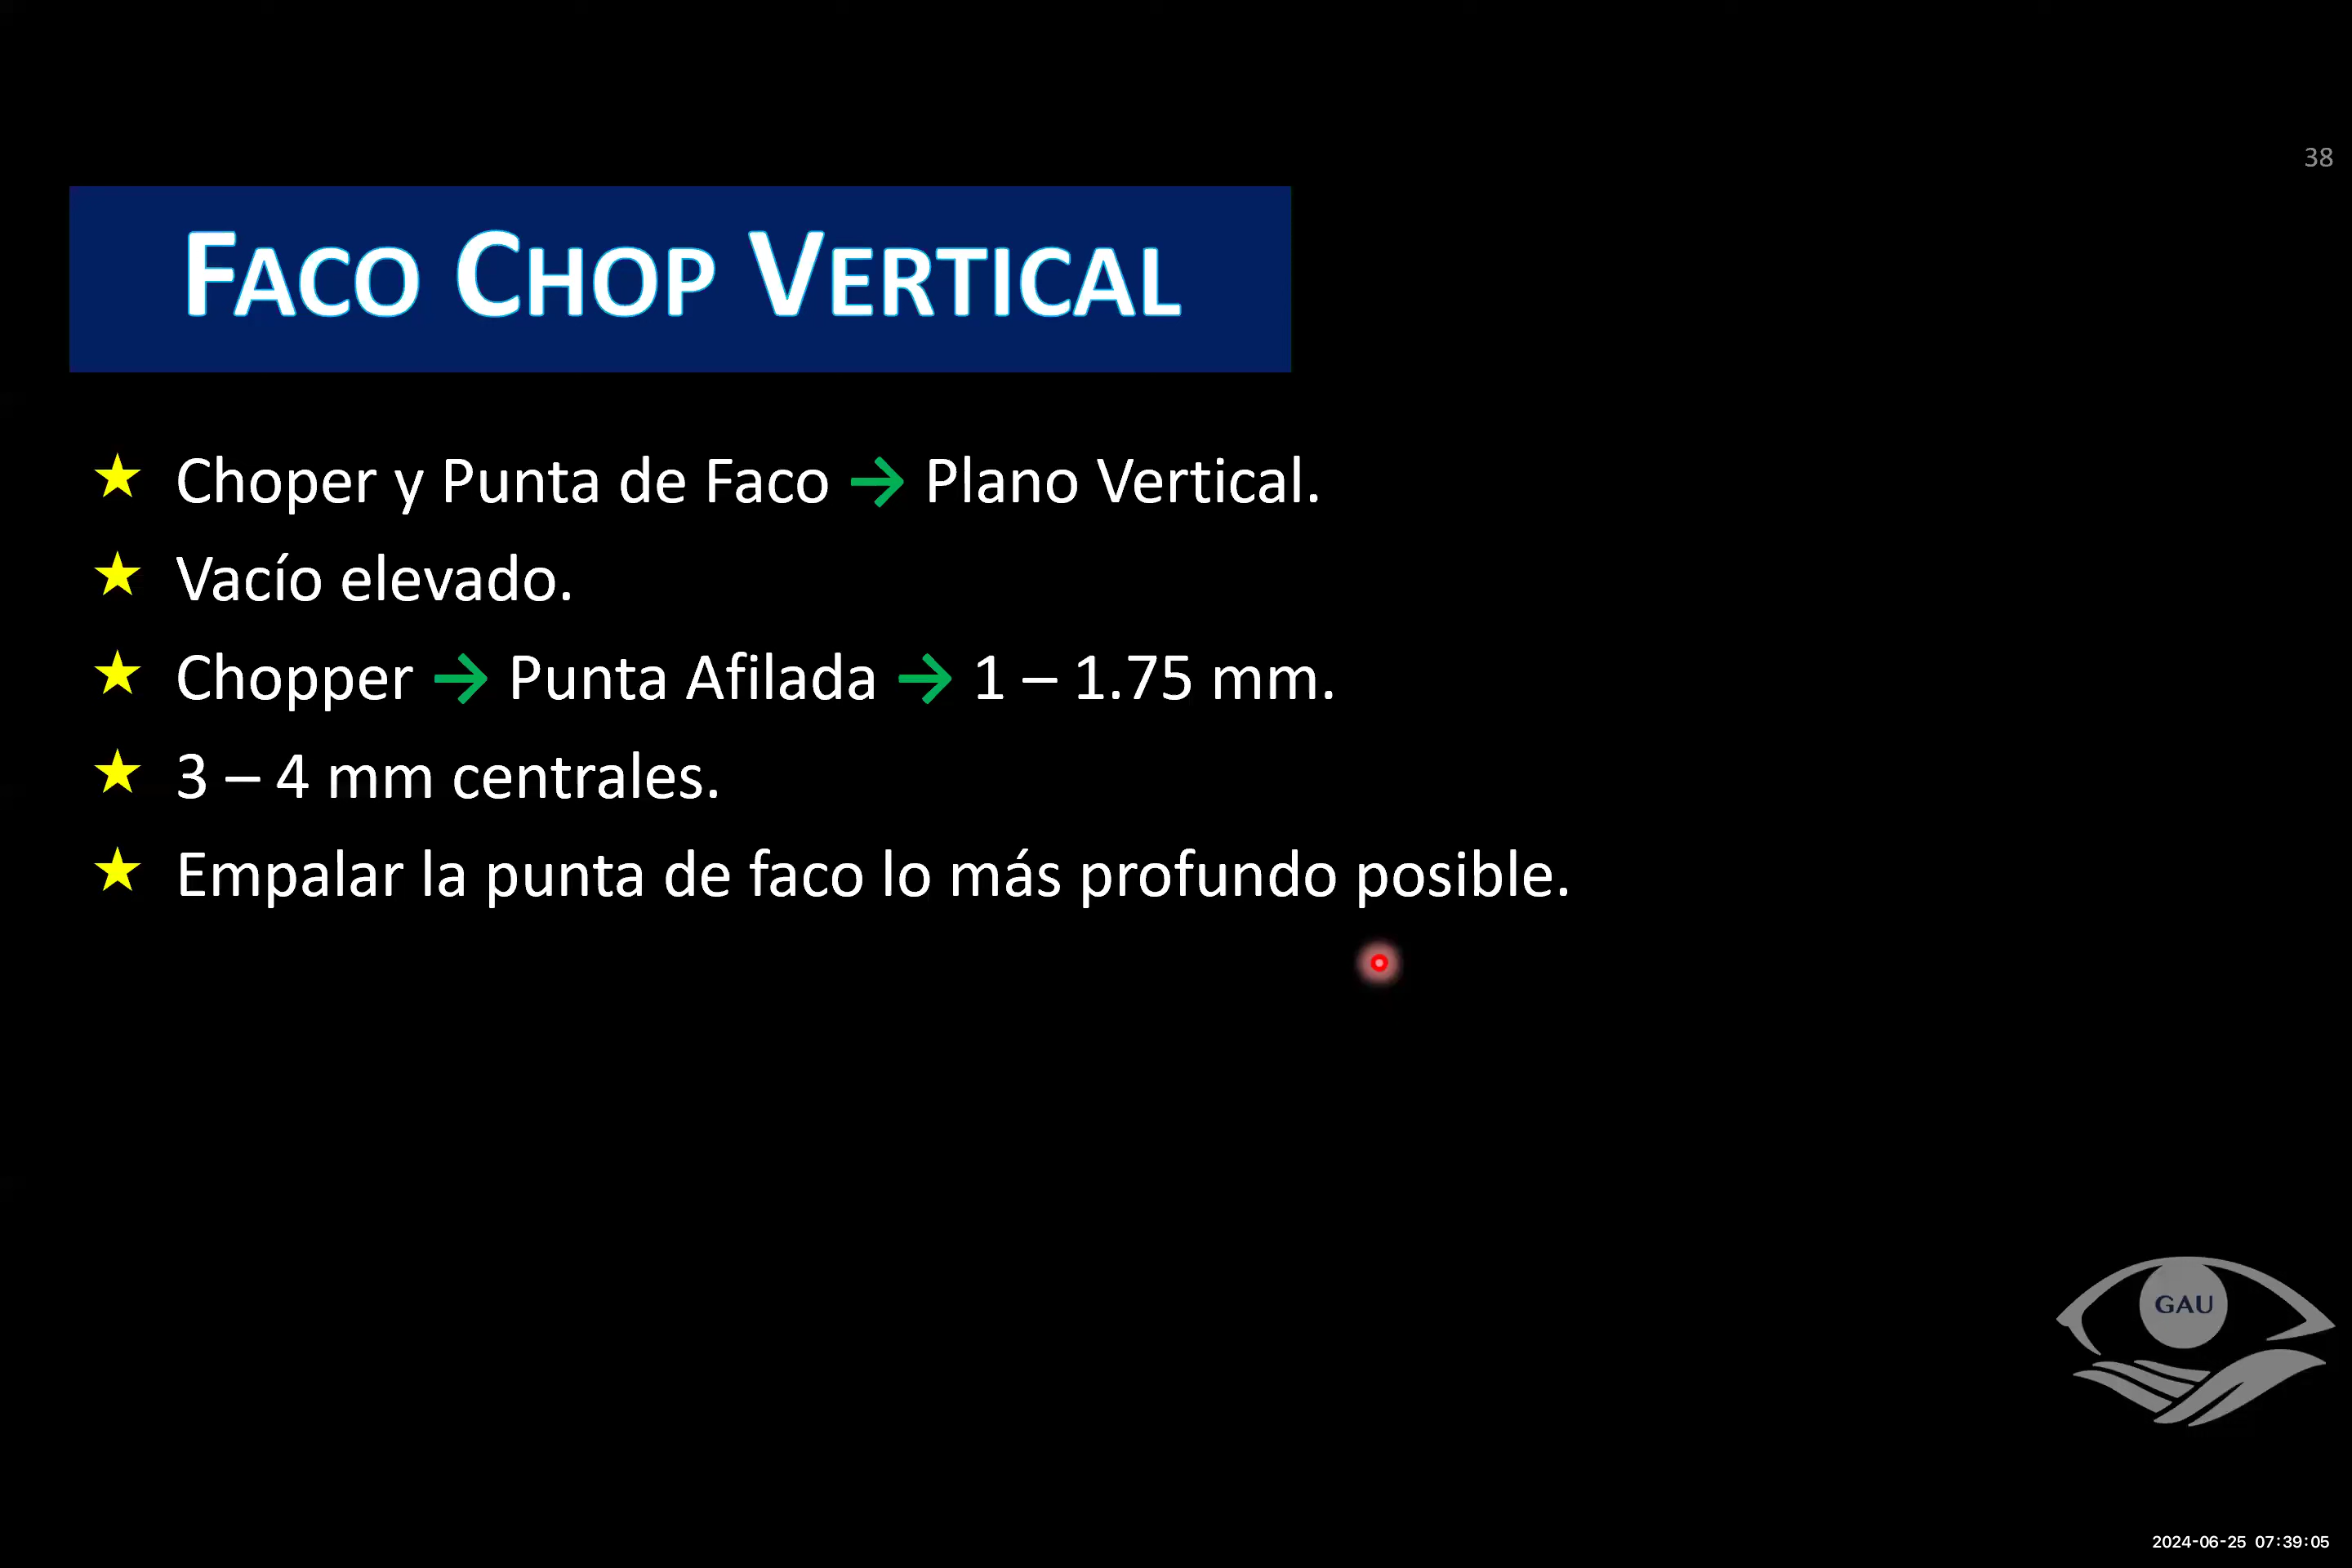 38
FACO CHOP VERTICAL
Choper y Punta de Faco → Plano Vertical.
Vacío elevado.
Chopper → Punta Afilada → 1 – 1.75 mm.
3 – 4 mm centrales.
Empalar la punta de faco lo más profundo posible.
GAU
2024-06-25 07:39:05